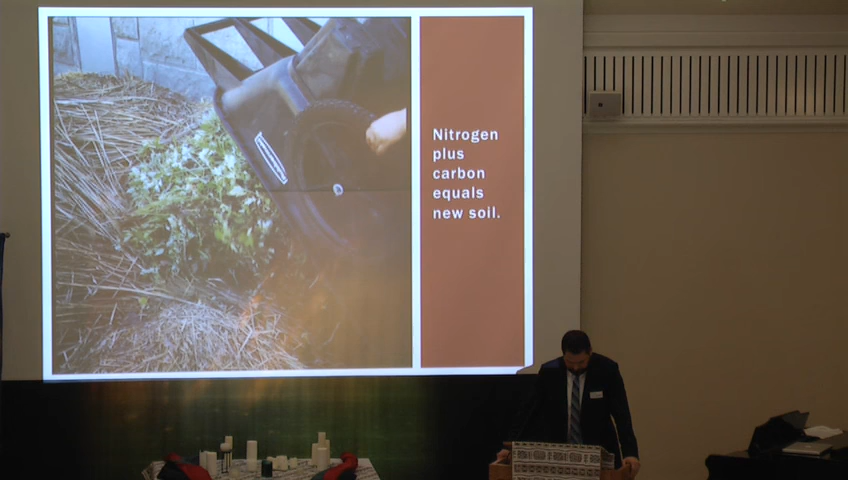 Nitrogen
plus
carbon
equals
new soil.